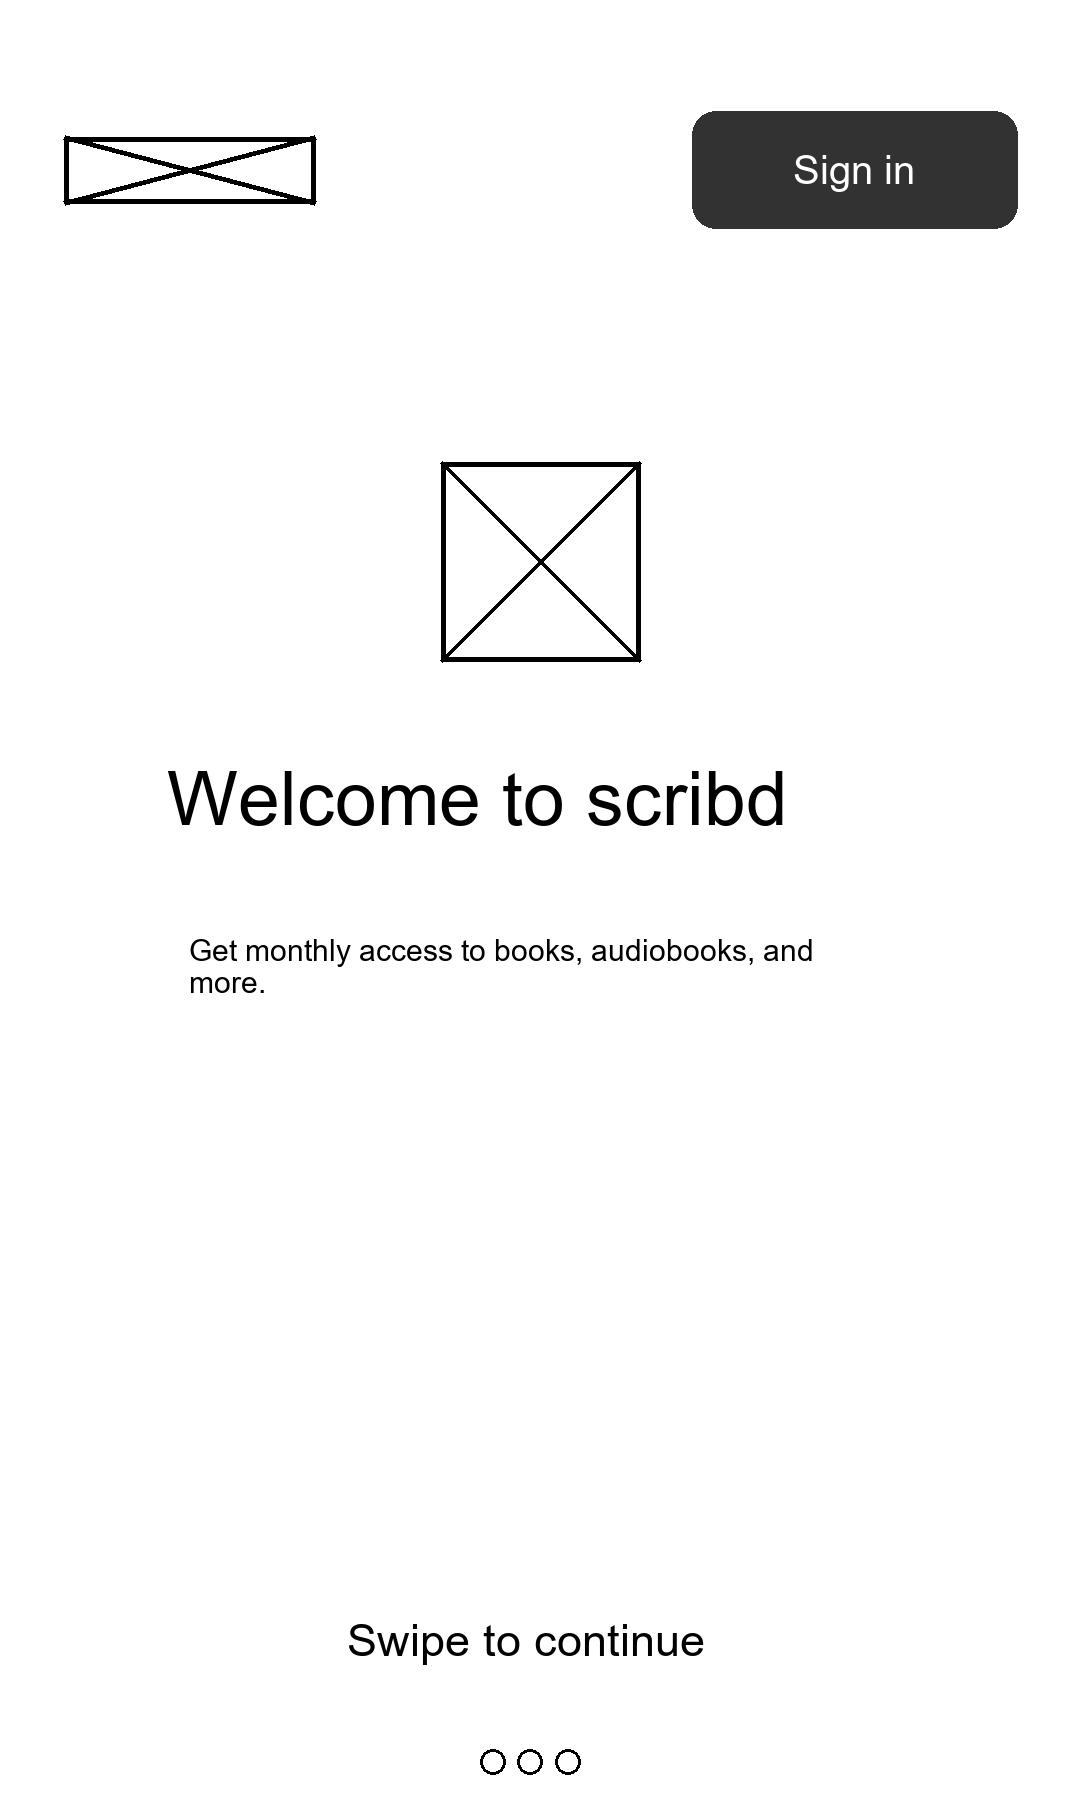 Sign in
Welcome to scribd
Get monthly access to books, audiobooks, and
more.
Swipe to continue